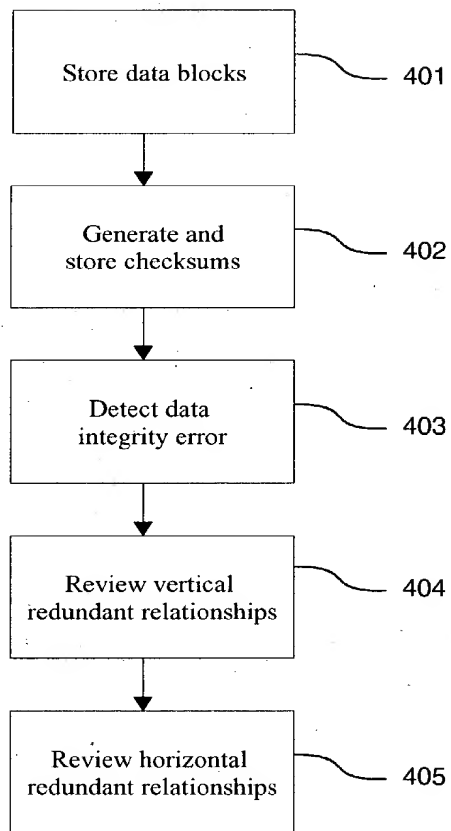 Store data blocks
401
Generate and
store checksums
402
Detect data
integrity error
403
Review vertical
redundant relationships
404
Review horizontal
redundant relationships
405